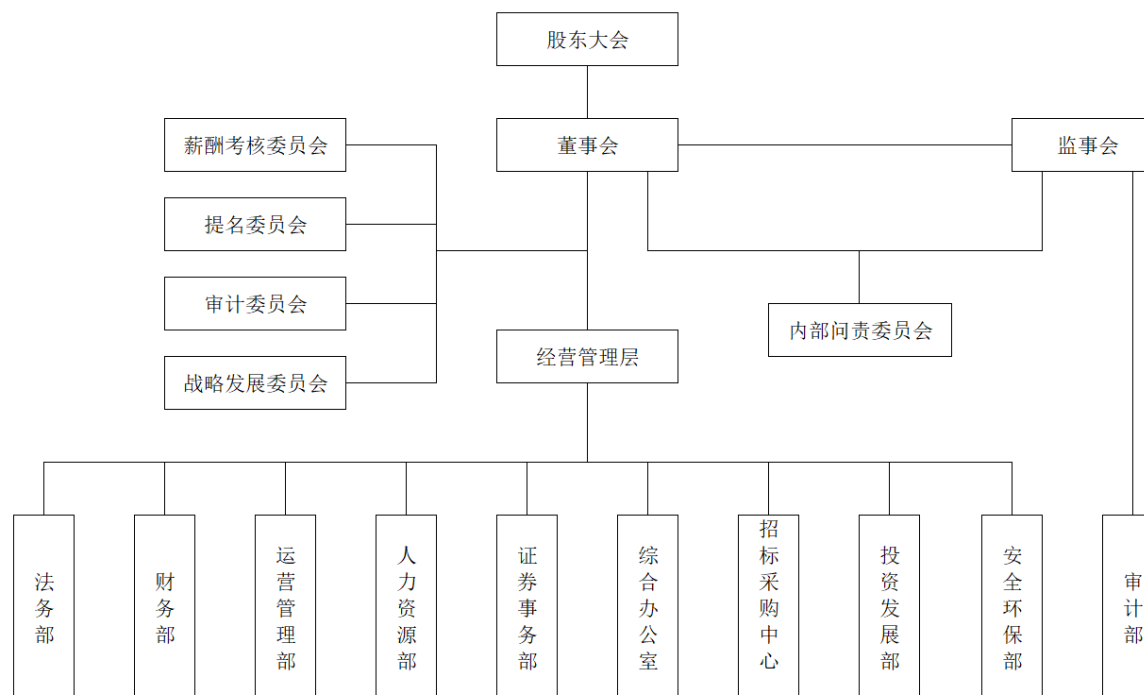 股东大会
薪酬考核委员会
董事会
监事会
提名委员会
审计委员会
内部问责委员会
经营管理层
战略发展委员会
法务部
财务部
运营管理部
人力资源部
证券事务部
综合办公室
招标采购中心
投资发展部
安全环保部
审计部